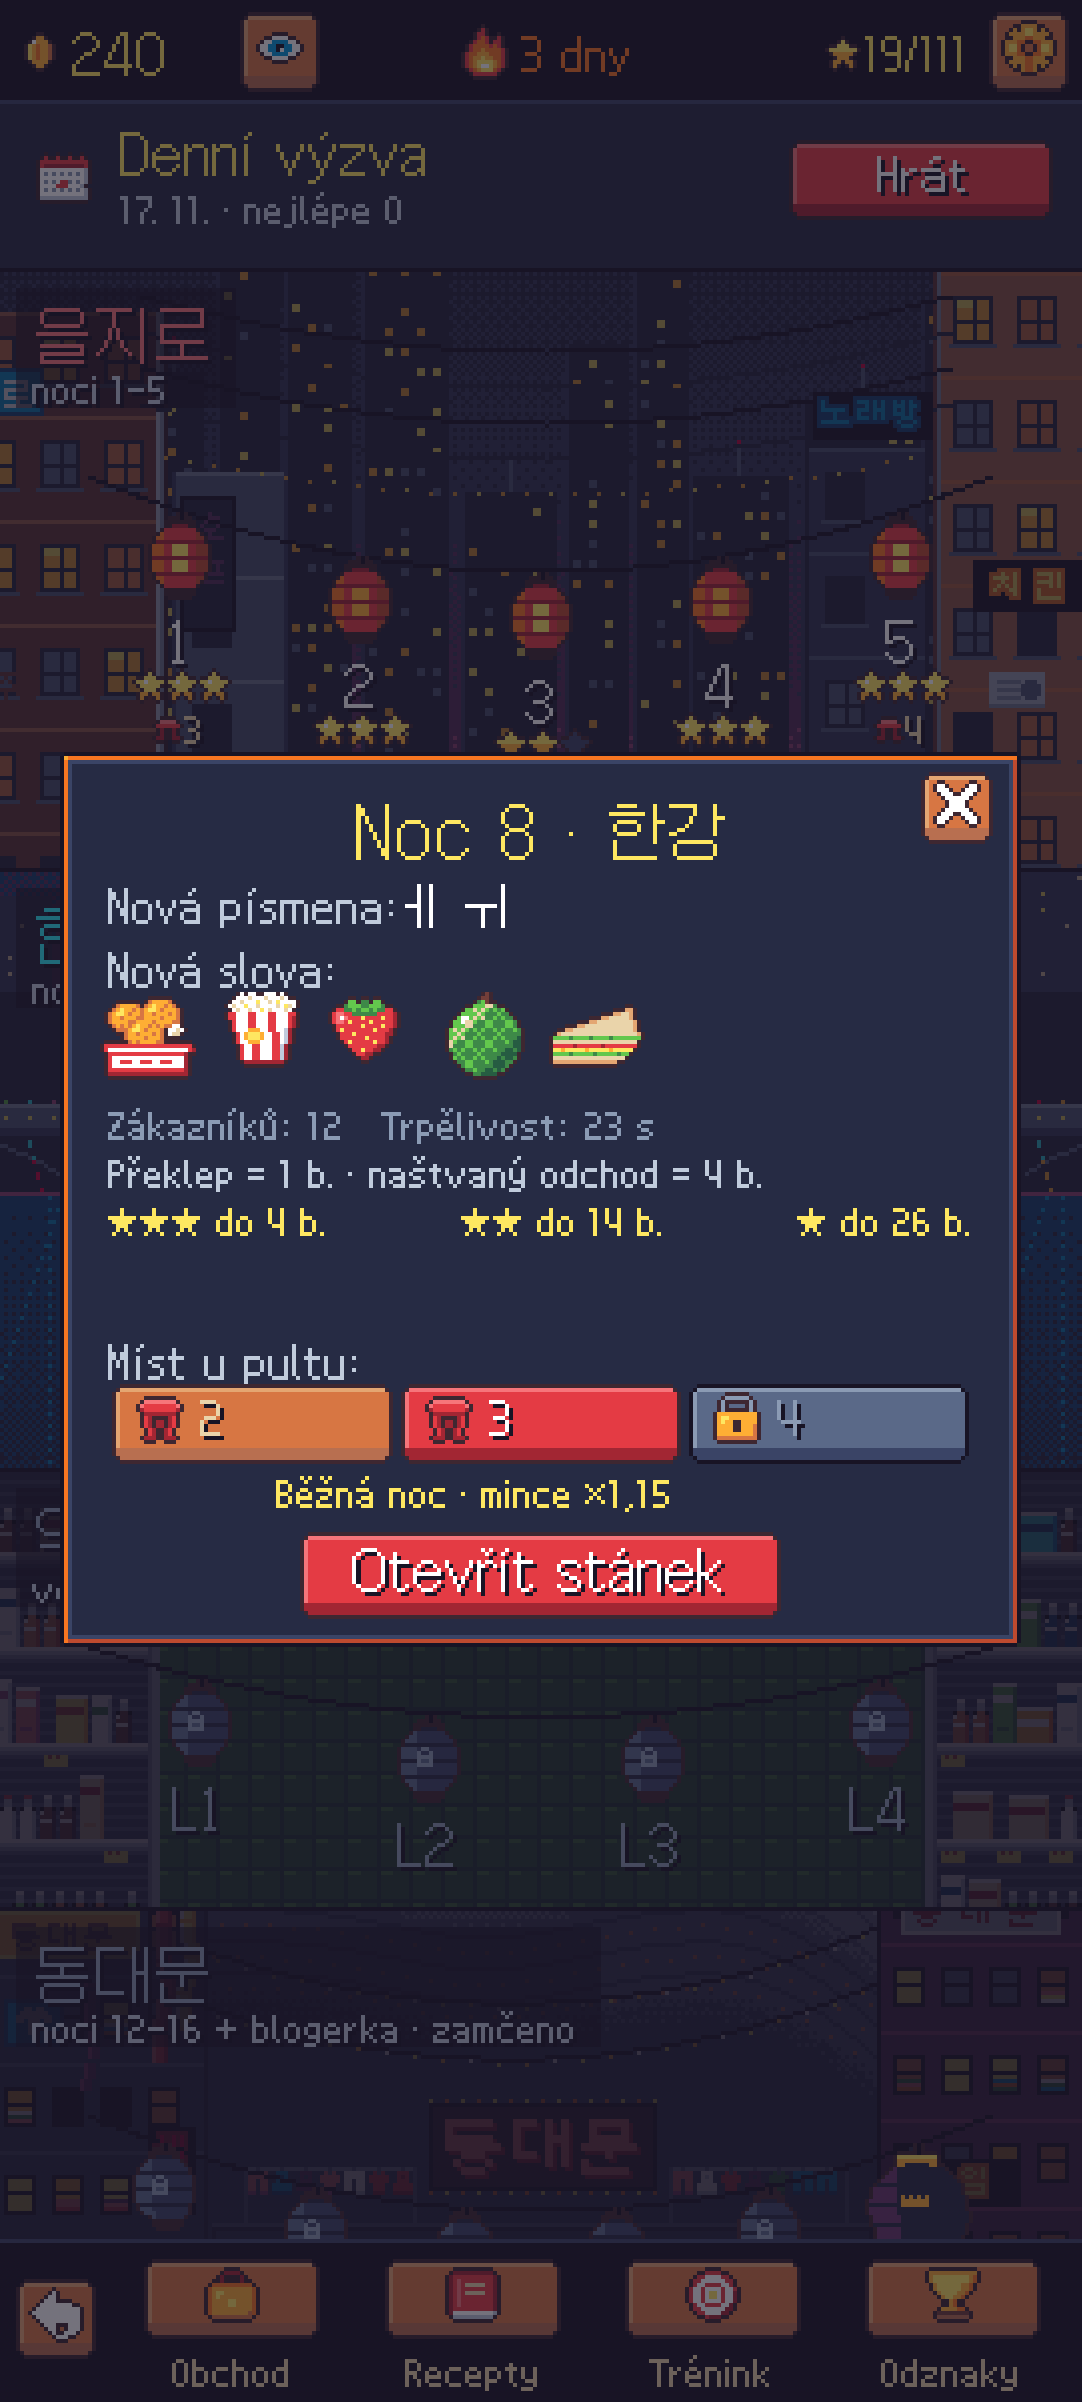 240
3 dny
19/111
Denní výzva
17. 11. · nejlépe 0
Hrát
을지로
noci 1-5
노래방
치킨
1
2
3
4
5
3
4
Noc 8 · 한강
Nová písmena: ㅔ ㅟ
Nová slova:
Zákazníků: 12 Trpělivost: 23 s
Překlep = 1 b. · naštvaný odchod = 4 b.
★★★ do 4 b. ★★ do 14 b. ★ do 26 b.
Míst u pultu:
2
3
4
Běžná noc · mince ×1,15
Otevřít stánek
L1
L2
L3
L4
동대문
noci 12-16 + blogerka · zamčeno
동대문
Obchod
Recepty
Trénink
Odznaky